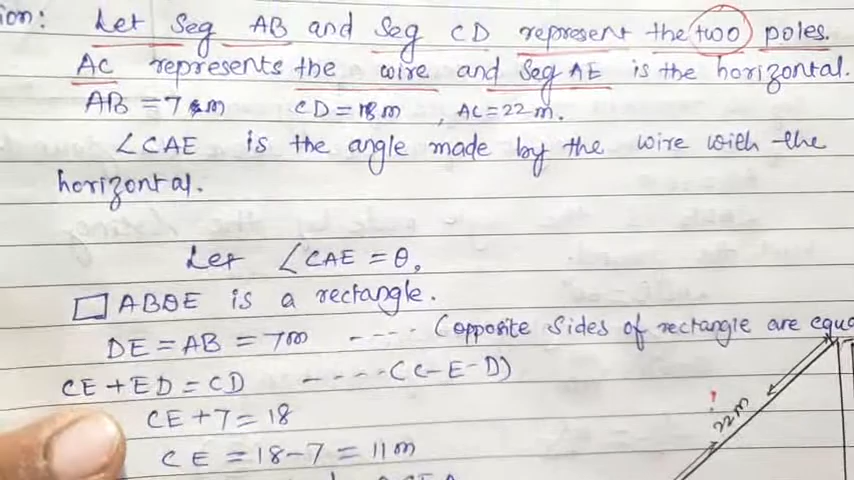 ion: Let Seg AB and Seg CD represent the two poles.
AC represents the wire and Seg AE is the horizontal.
AB = 7 m CD = 18 m , AC = 22 m.
∠CAE is the angle made by the wire with the
horizontal.
Let ∠CAE = θ,
□ ABDE is a rectangle.
DE = AB = 7m ---- (opposite sides of rectangle are equa
CE + ED = CD ---- (C-E-D)
CE + 7 = 18
CE = 18 - 7 = 11 m
22 m